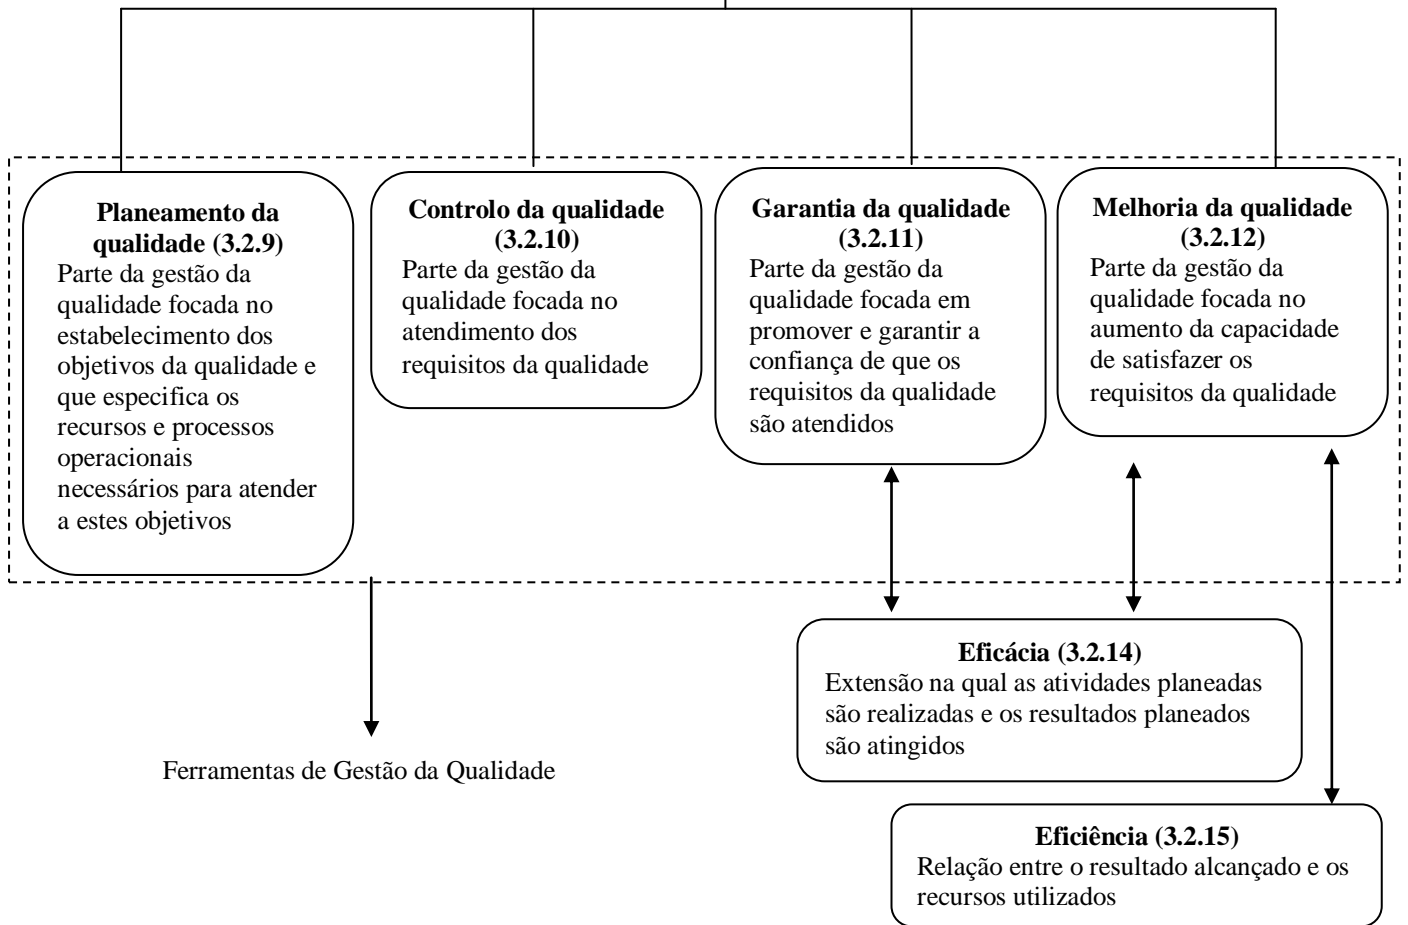 Planeamento da
qualidade (3.2.9)
Parte da gestão da
qualidade focada no
estabelecimento dos
objetivos da qualidade e
que especifica os
recursos e processos
operacionais
necessários para atender
a estes objetivos
Controlo da qualidade
(3.2.10)
Parte da gestão da
qualidade focada no
atendimento dos
requisitos da qualidade
Garantia da qualidade
(3.2.11)
Parte da gestão da
qualidade focada em
promover e garantir a
confiança de que os
requisitos da qualidade
são atendidos
Melhoria da qualidade
(3.2.12)
Parte da gestão da
qualidade focada no
aumento da capacidade
de satisfazer os
requisitos da qualidade
Eficácia (3.2.14)
Extensão na qual as atividades planeadas
são realizadas e os resultados planeados
são atingidos
Ferramentas de Gestão da Qualidade
Eficiência (3.2.15)
Relação entre o resultado alcançado e os
recursos utilizados